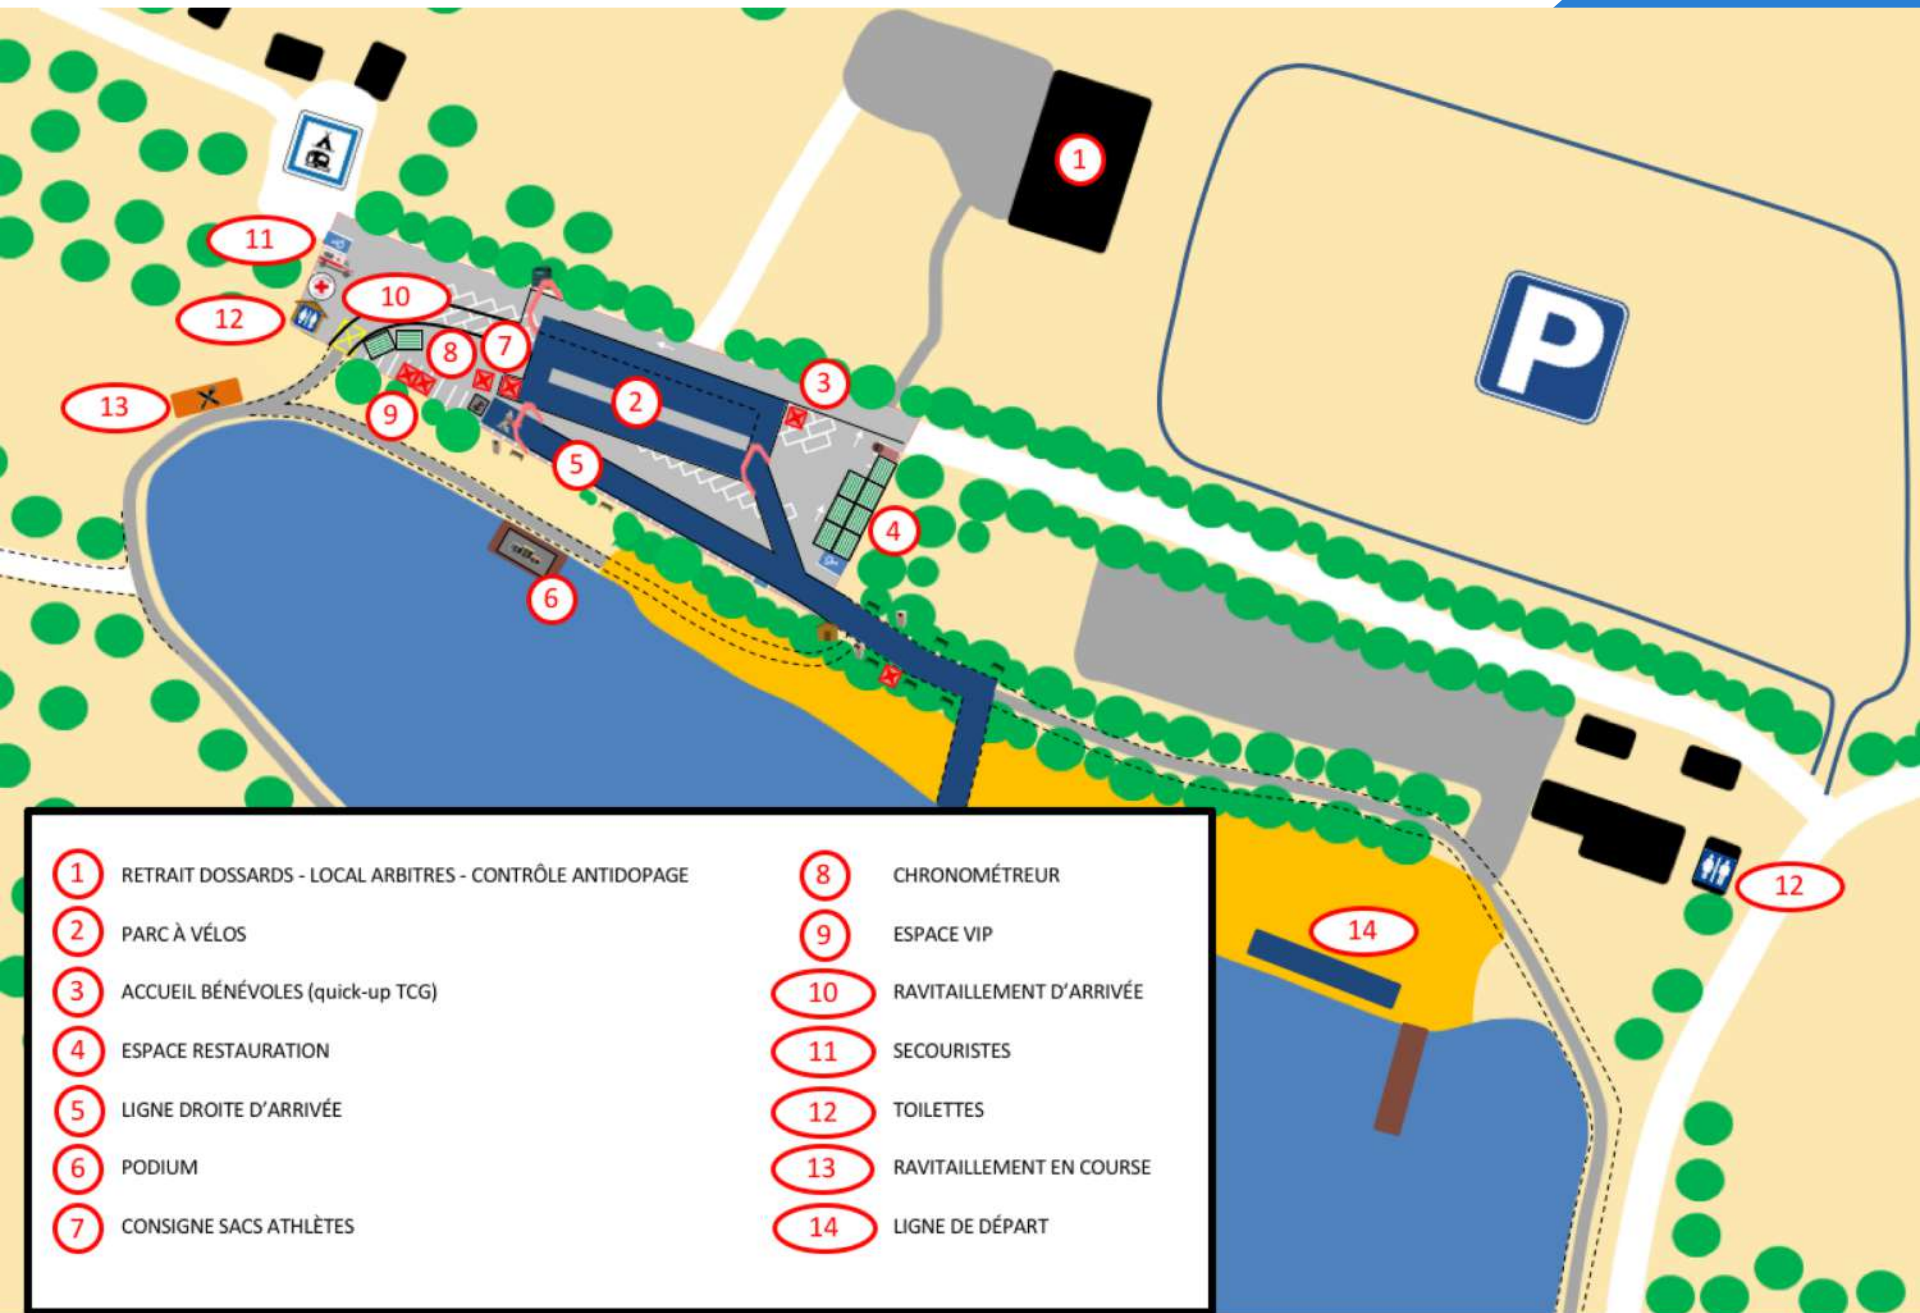 1
11
10
12
8
7
3
2
13
9
5
4
6
P
12
14
1 RETRAIT DOSSARDS - LOCAL ARBITRES - CONTRÔLE ANTIDOPAGE
2 PARC À VÉLOS
3 ACCUEIL BÉNÉVOLES (quick-up TCG)
4 ESPACE RESTAURATION
5 LIGNE DROITE D’ARRIVÉE
6 PODIUM
7 CONSIGNE SACS ATHLÈTES
8 CHRONOMÉTREUR
9 ESPACE VIP
10 RAVITAILLEMENT D’ARRIVÉE
11 SECOURISTES
12 TOILETTES
13 RAVITAILLEMENT EN COURSE
14 LIGNE DE DÉPART